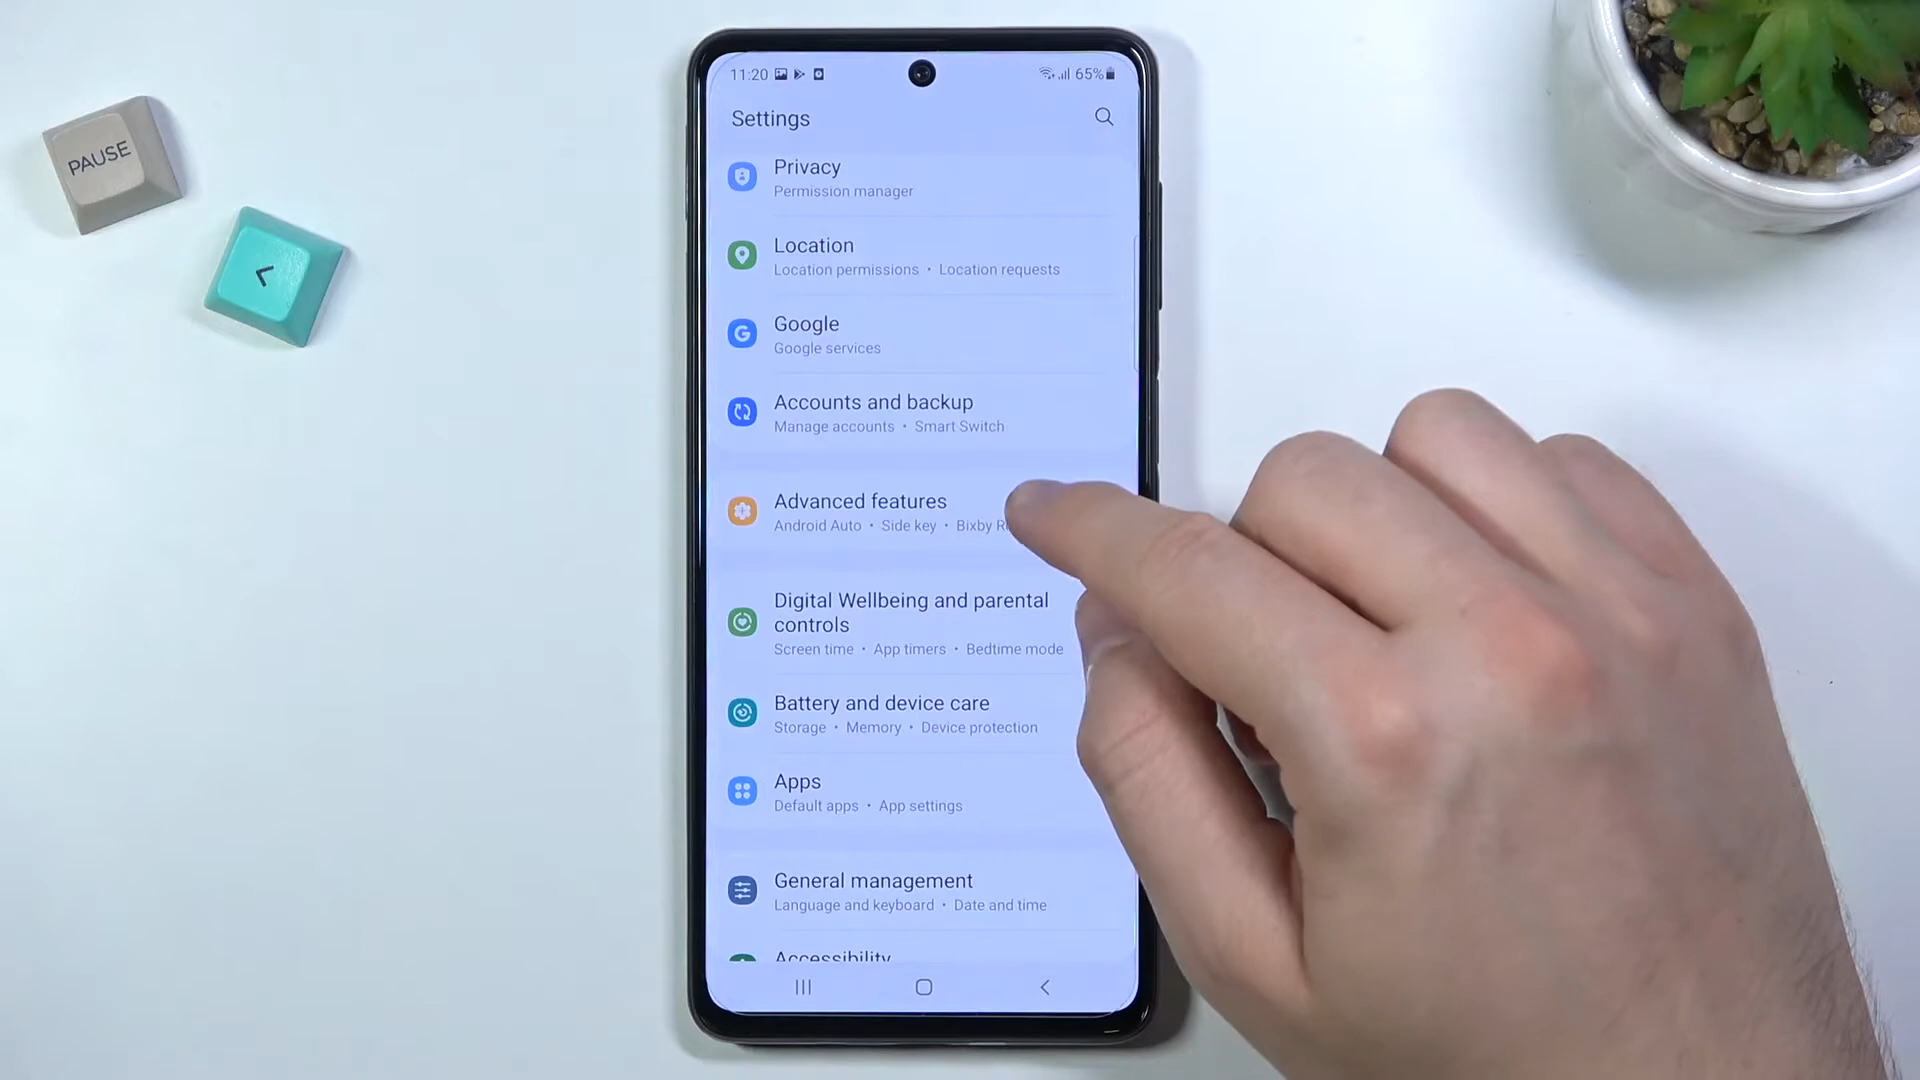 PAUSE
<
11:20 65%
Settings
Privacy
Permission manager
Location
Location permissions • Location requests
Google
Google services
Accounts and backup
Manage accounts • Smart Switch
Advanced features
Android Auto • Side key • Bixby
Digital Wellbeing and parental
controls
Screen time • App timers • Bedtime mode
Battery and device care
Storage • Memory • Device protection
Apps
Default apps • App settings
General management
Language and keyboard • Date and time
Accessibility